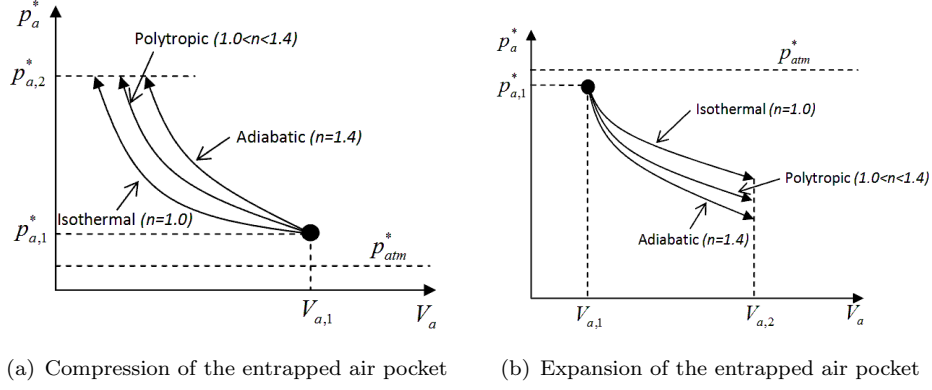 p*a
Polytropic (1.0<n<1.4)
p*a,2
Adiabatic (n=1.4)
Isothermal (n=1.0)
p*a,1
p*atm
Va,1
Va
(a) Compression of the entrapped air pocket
p*a
p*atm
p*a,1
Isothermal (n=1.0)
Polytropic (1.0<n<1.4)
Adiabatic (n=1.4)
Va,1
Va,2
Va
(b) Expansion of the entrapped air pocket